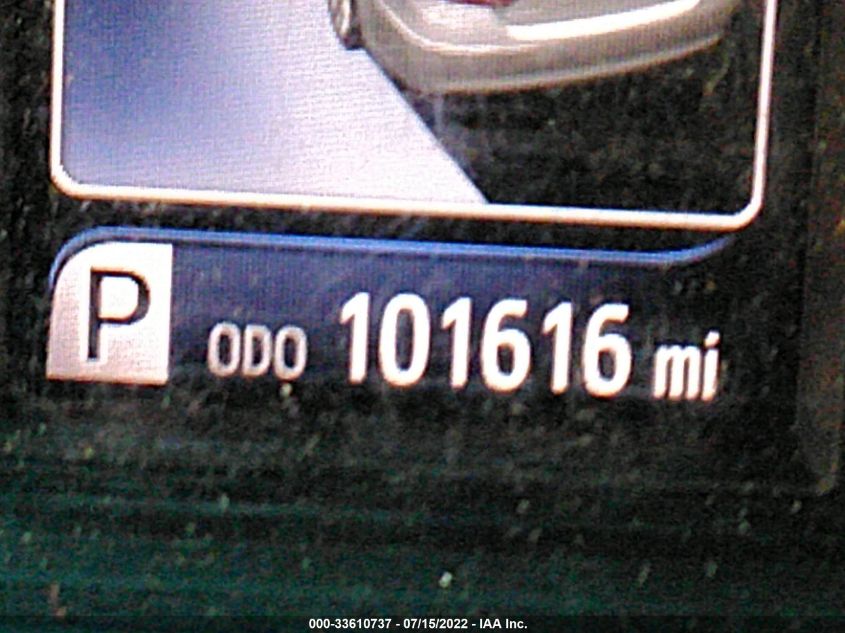 P ODO 101616 mi
000-33610737 - 07/15/2022 - IAA Inc.